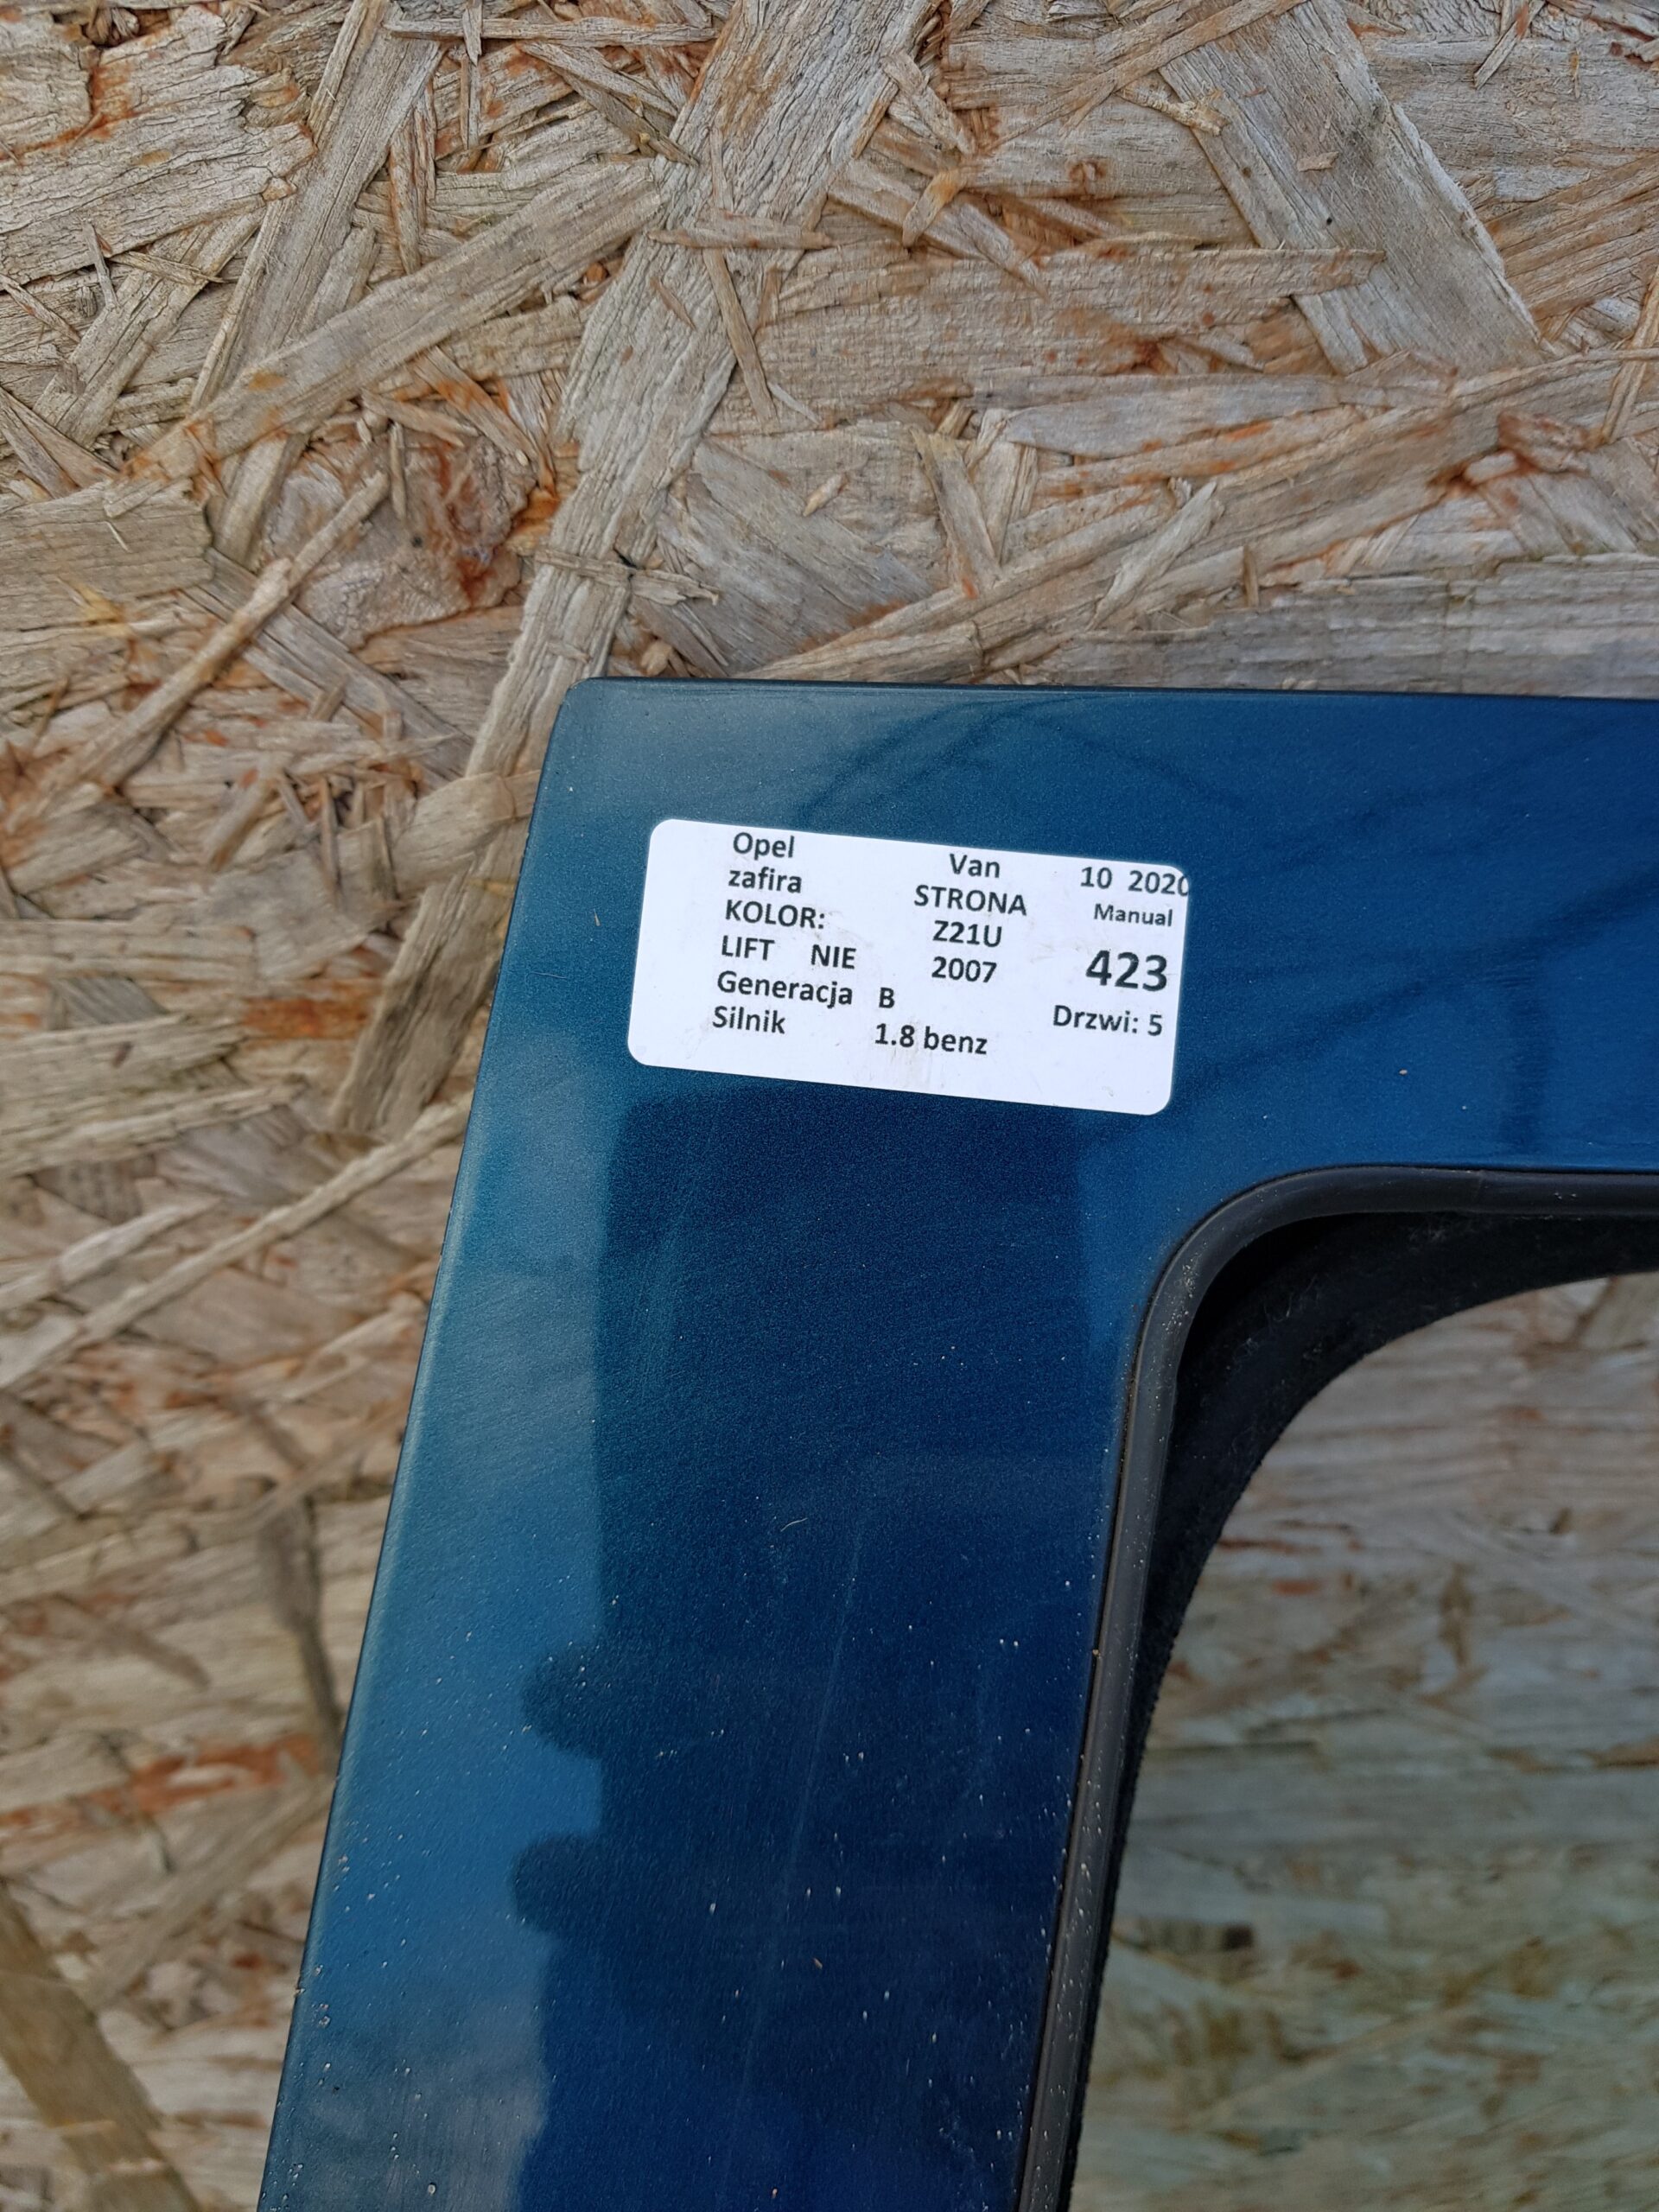 Opel Van 10 2020
zafira STRONA Manual
KOLOR: Z21U
LIFT NIE 2007 423
Generacja B Drzwi: 5
Silnik 1.8 benz